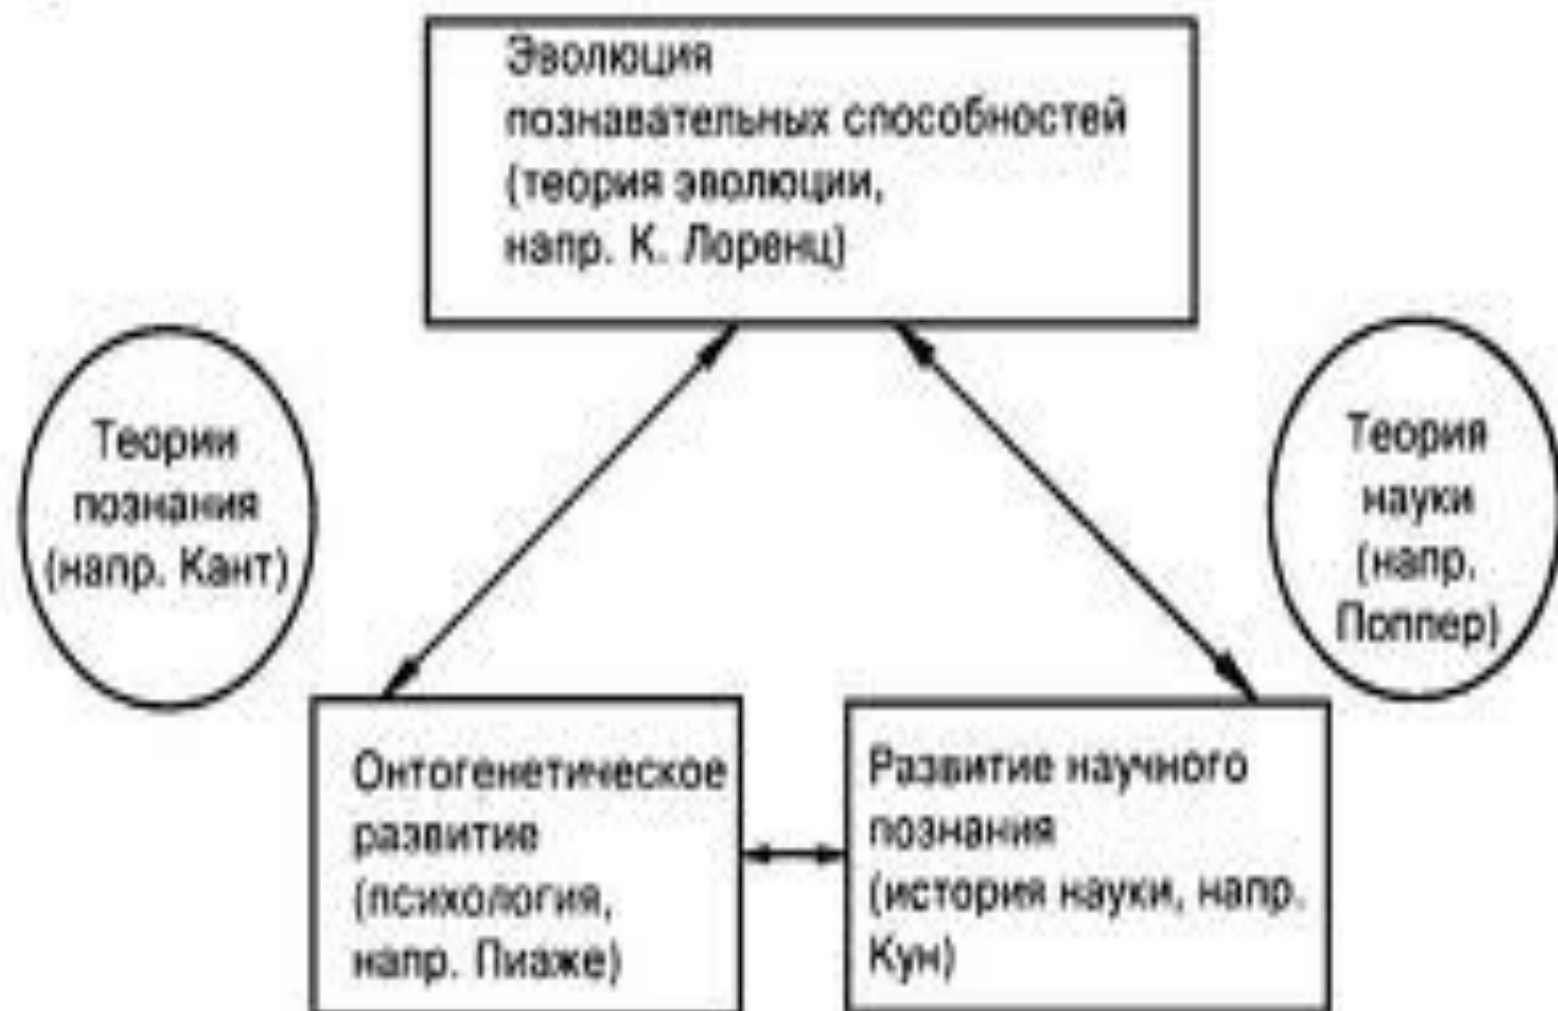 Эволюция
познавательных способностей
(теория эволюции,
напр. К. Лоренц)
Теории
познания
(напр. Кант)
Теория
науки
(напр.
Поппер)
Онтогенетическое
развитие
(психология,
напр. Пиаже)
Развитие научного
познания
(история науки, напр.
Кун)